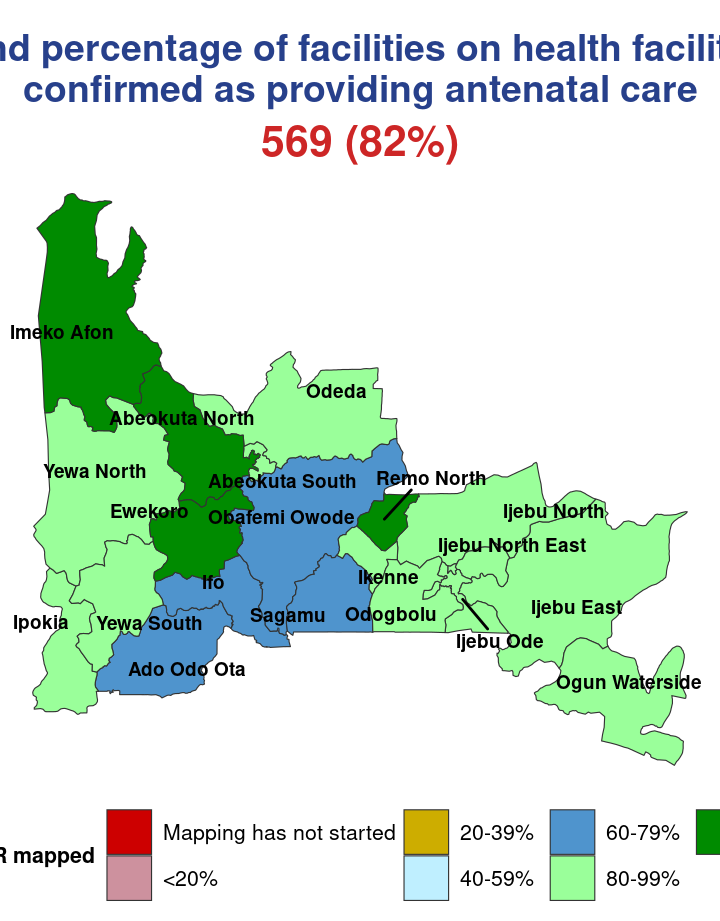 nd percentage of facilities on health facilit
confirmed as providing antenatal care
569 (82%)
Imeko Afon
Odeda
Abeokuta North
Yewa North
Abeokuta South
Remo North
Ewekoro
Obafemi Owode
Ijebu North
Ijebu North East
Ifo
Ikenne
Ipokia
Yewa South
Sagamu
Odogbolu
Ijebu East
Ijebu Ode
Ado Odo Ota
Ogun Waterside
R mapped
Mapping has not started
<20%
20-39%
40-59%
60-79%
80-99%